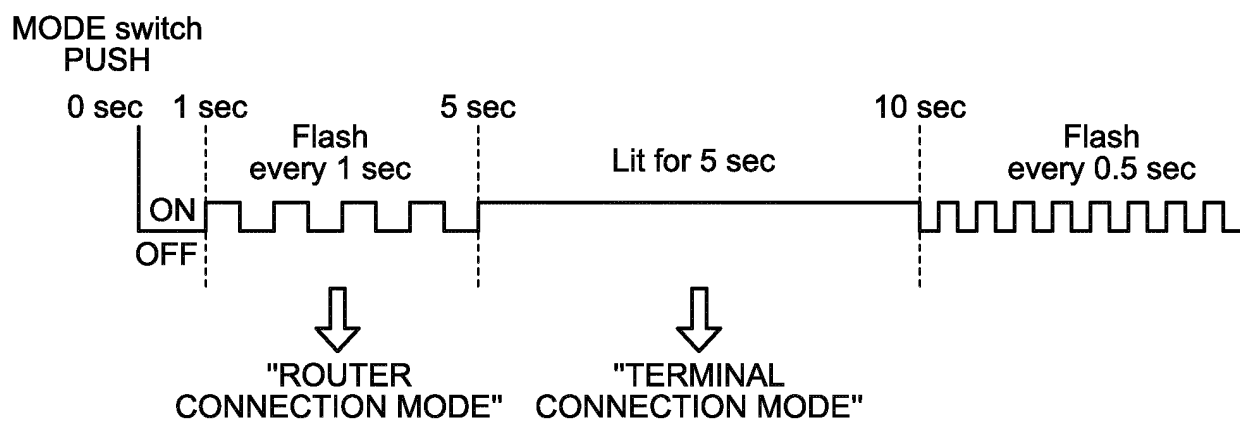 MODE switch
PUSH
0 sec
1 sec
5 sec
10 sec
Flash
every 1 sec
Lit for 5 sec
Flash
every 0.5 sec
ON
OFF
"ROUTER
CONNECTION MODE"
"TERMINAL
CONNECTION MODE"